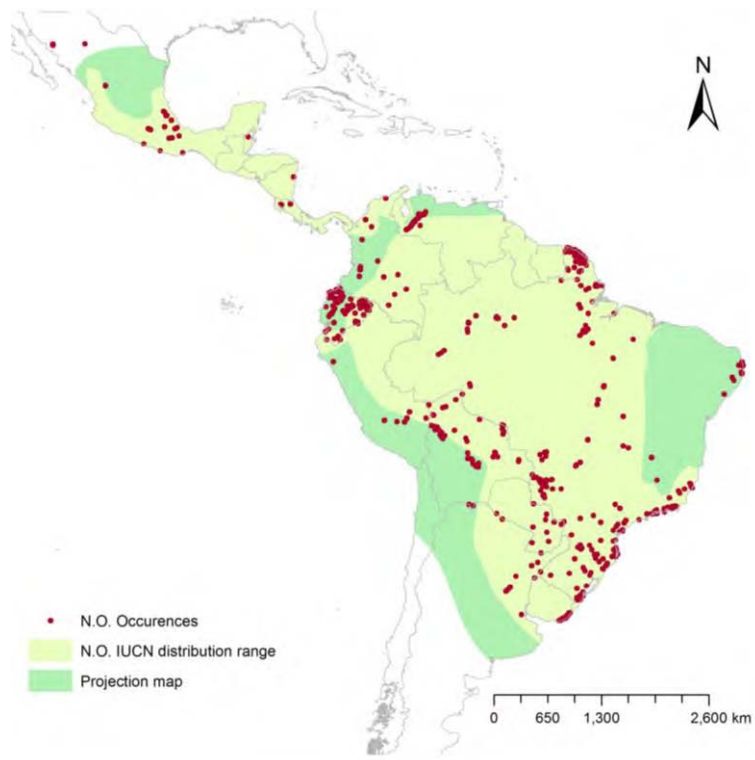 N
N.O. Occurences
N.O. IUCN distribution range
Projection map
0 650 1,300 2,600 km